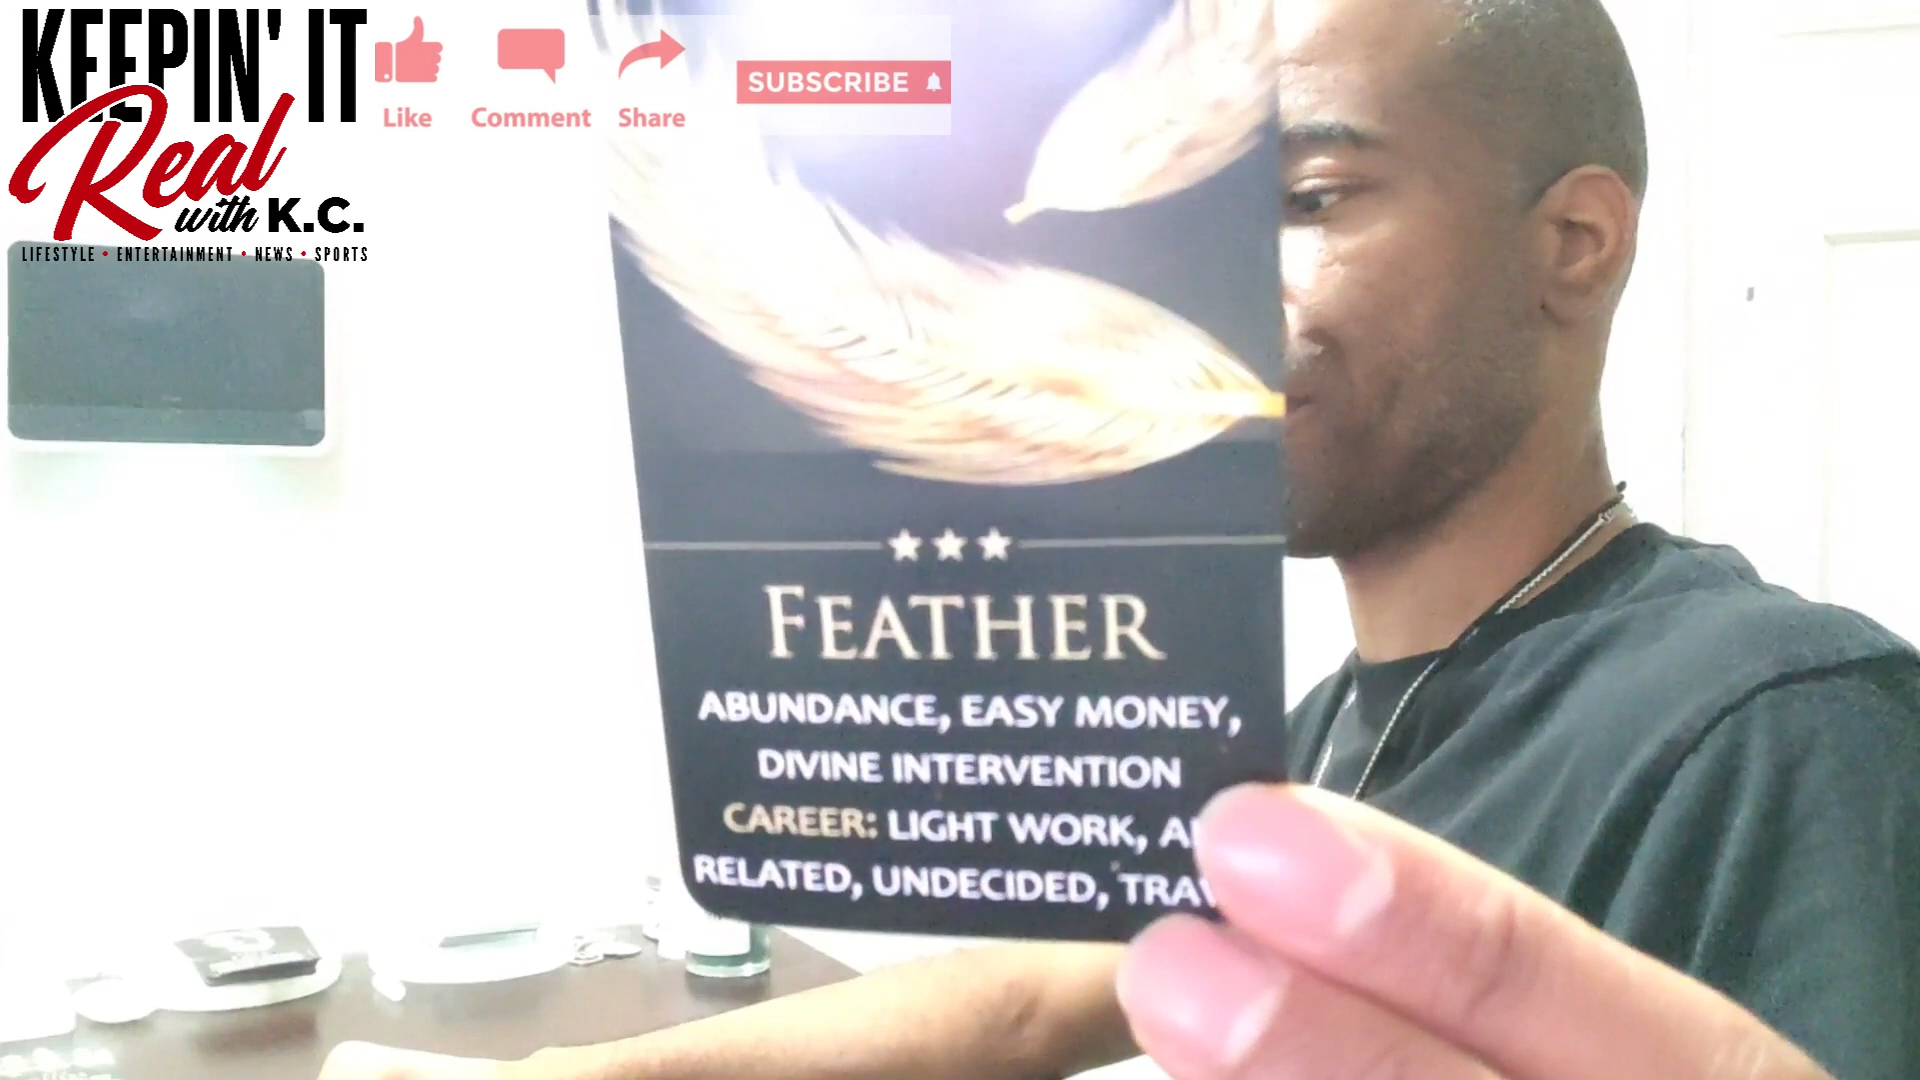 KEEPIN' IT
Real
with K.C.
LIFESTYLE • ENTERTAINMENT • NEWS • SPORTS
Like
Comment
Share
SUBSCRIBE
FEATHER
ABUNDANCE, EASY MONEY,
DIVINE INTERVENTION
CAREER: LIGHT WORK,
RELATED, UNDECIDED,